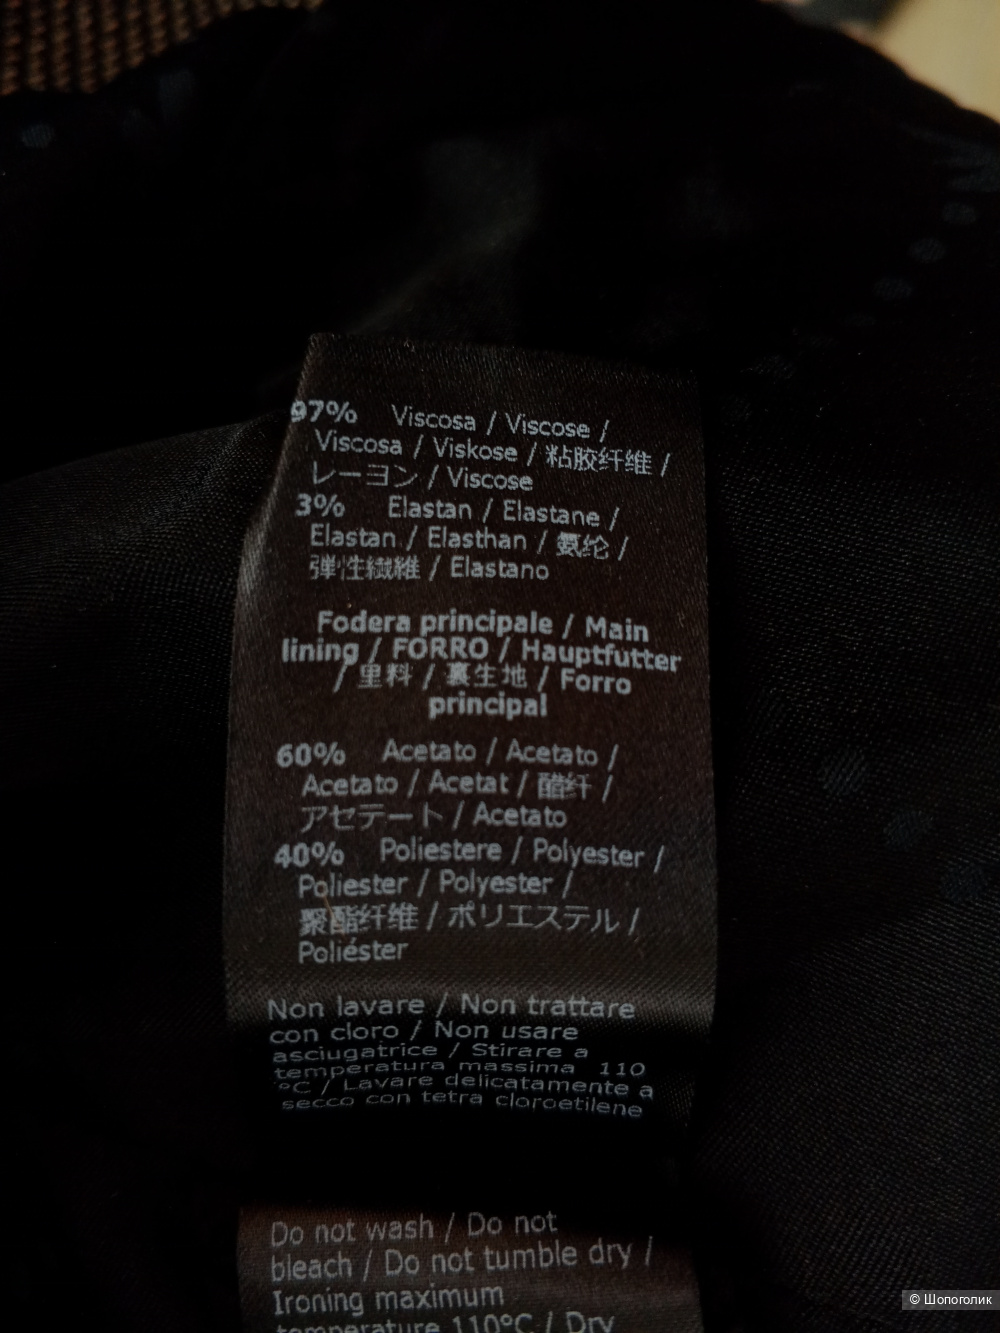 97% Viscosa / Viscose /
Viscosa / Viskose / 粘胶纤维 /
レーヨン / Viscose
3% Elastan / Elastane /
Elastan / Elasthan / 氨纶 /
弾性繊維 / Elastano
Fodera principale / Main
lining / FORRO / Hauptfutter
/ 里料 / 裏生地 / Forro
principal
60% Acetato / Acetato /
Acetato / Acetat / 醋纤 /
アセテート / Acetato
40% Poliestere / Polyester /
Poliester / Polyester /
聚酯纤维 / ポリエステル /
Poliéster
Non lavare / Non trattare
con cloro / Non usare
asciugatrice / Stirare a
temperatura massima 110
°C / Lavare delicatamente a
secco con tetra cloroetilene
Do not wash / Do not
bleach / Do not tumble dry /
Ironing maximum
temperature 110°C / Dry
© Шопоголик